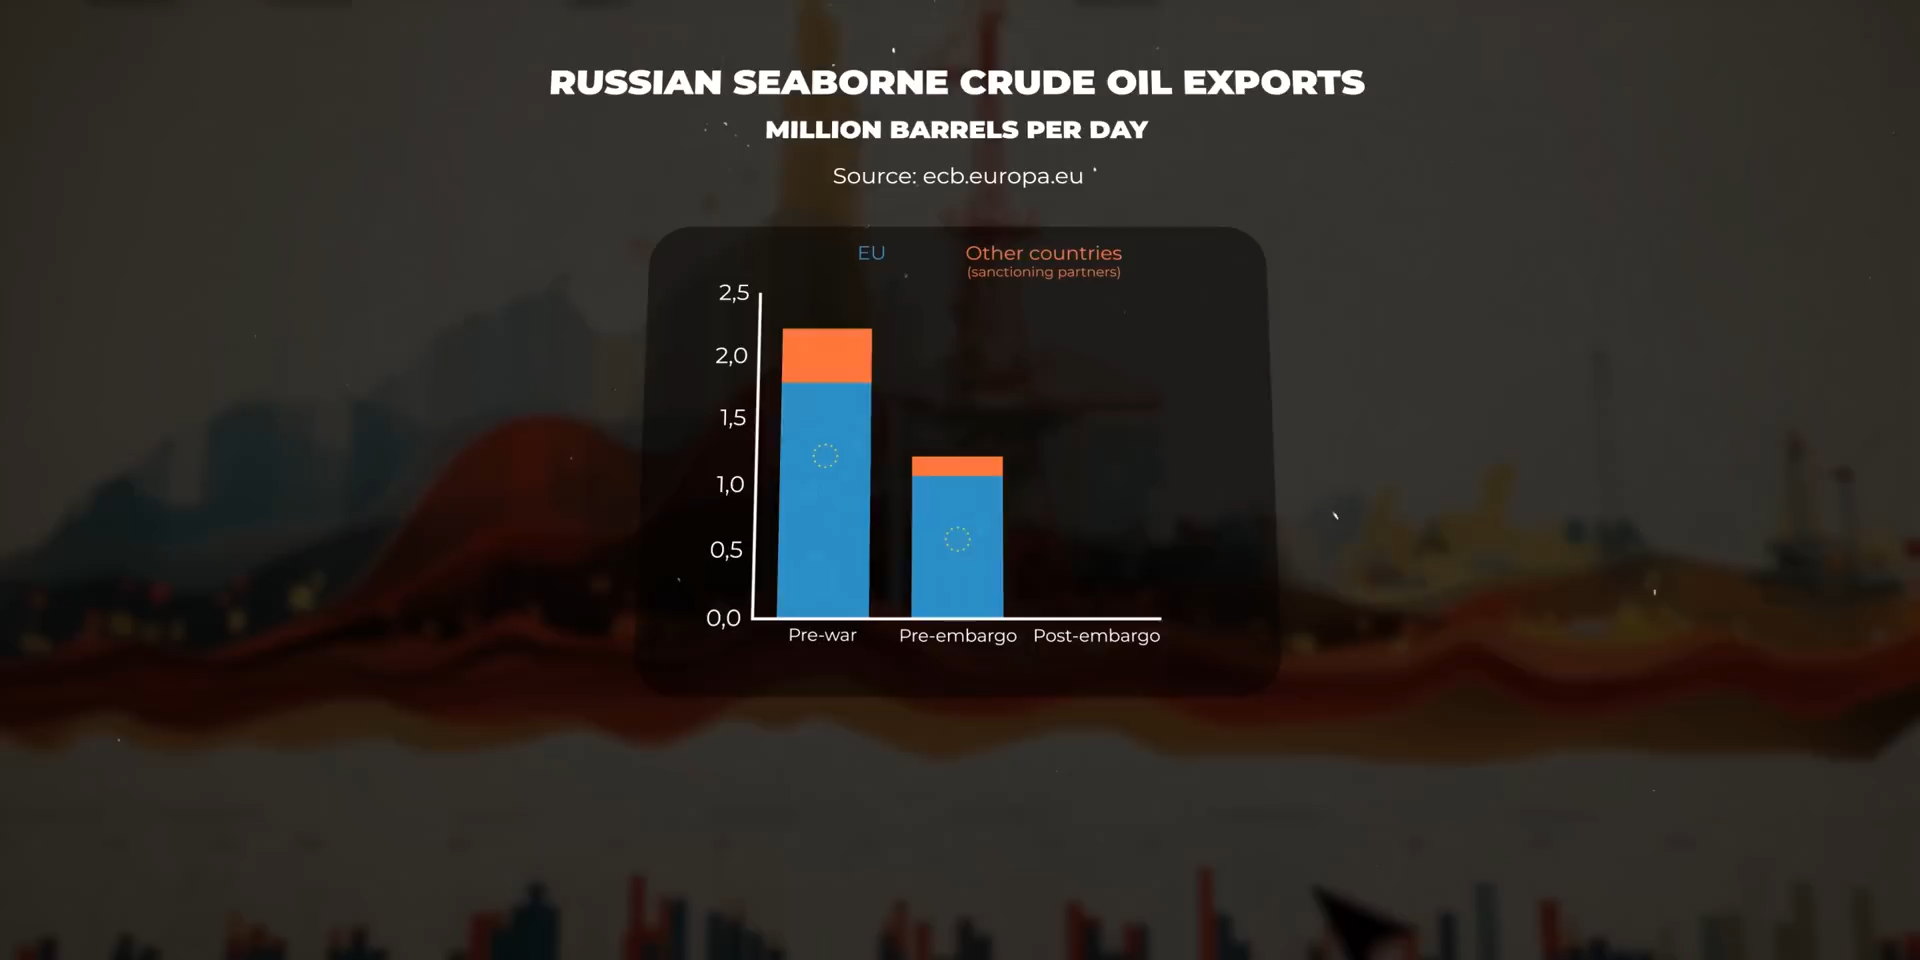 RUSSIAN SEABORNE CRUDE OIL EXPORTS
MILLION BARRELS PER DAY
Source: ecb.europa.eu
EU
Other countries
(sanctioning partners)
2,5
2,0
1,5
1,0
0,5
0,0
Pre-war
Pre-embargo
Post-embargo